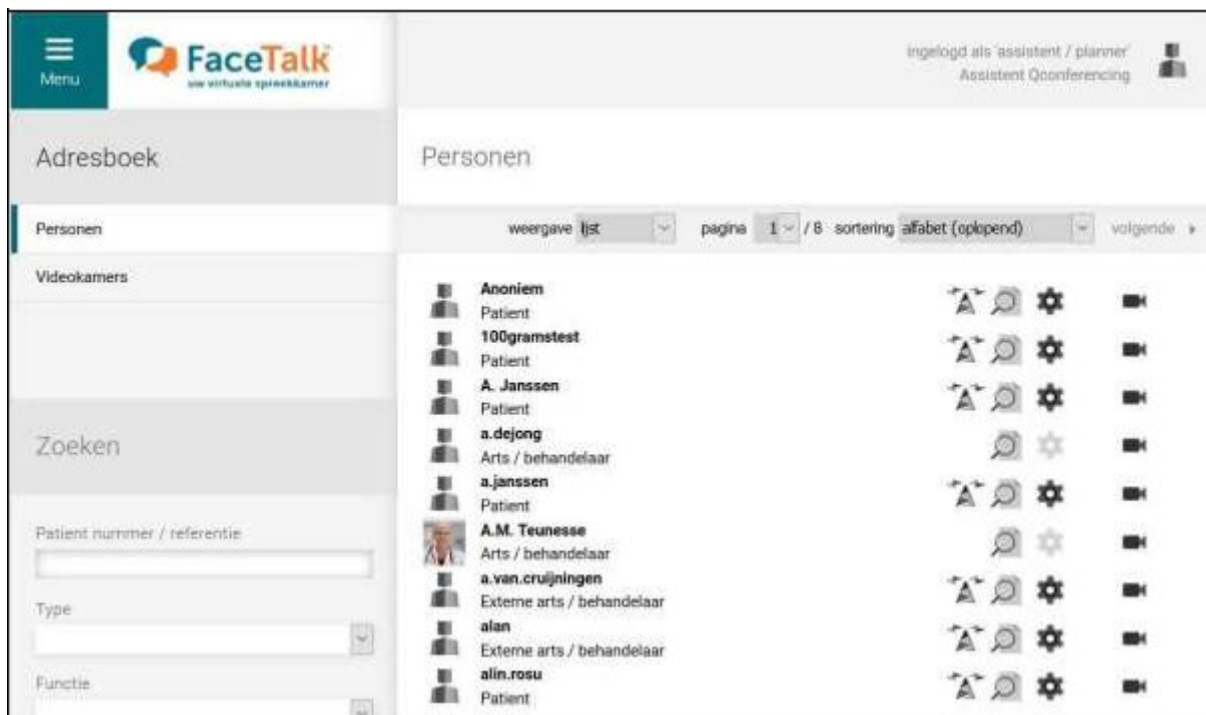 Menu
FaceTalk
uw virtuele spreekkamer
ingelogd als 'assistent / planner'
Assistent Qconferencing
Adresboek
Personen
Videokamers
Zoeken
Patient nummer / referentie
Type
Functie
Personen
weergave lijst pagina 1 / 8 sortering alfabet (oplopend) volgende
Anoniem
Patient
100gramstest
Patient
A. Janssen
Patient
a.dejong
Arts / behandelaar
a.janssen
Patient
A.M. Teunesse
Arts / behandelaar
a.van.cruijningen
Externe arts / behandelaar
alan
Externe arts / behandelaar
alin.rosu
Patient